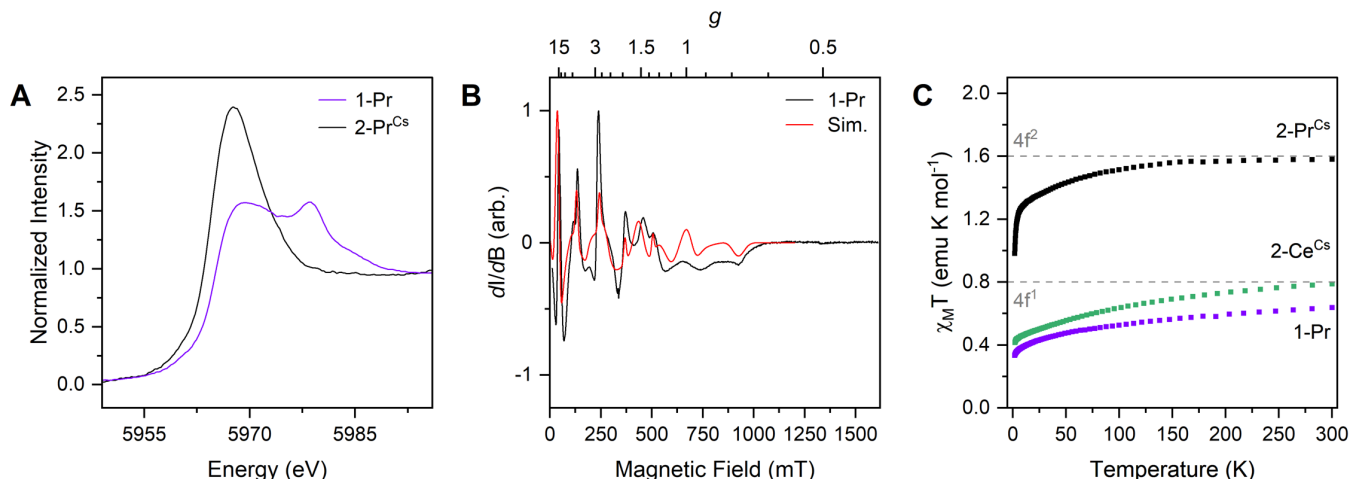 A
Normalized Intensity
2.5
2.0
1.5
1.0
0.5
0.0
1-Pr
2-Pr^Cs
5955
5970
5985
Energy (eV)
B
g
15
3
1.5
1
0.5
dI/dB (arb.)
1
0
-1
1-Pr
Sim.
0
250
500
750
1000
1250
1500
Magnetic Field (mT)
C
χ_MT (emu K mol⁻¹)
2.0
1.6
1.2
0.8
0.4
0.0
2-Pr^Cs
4f²
2-Ce^Cs
4f¹
1-Pr
0
50
100
150
200
250
300
Temperature (K)